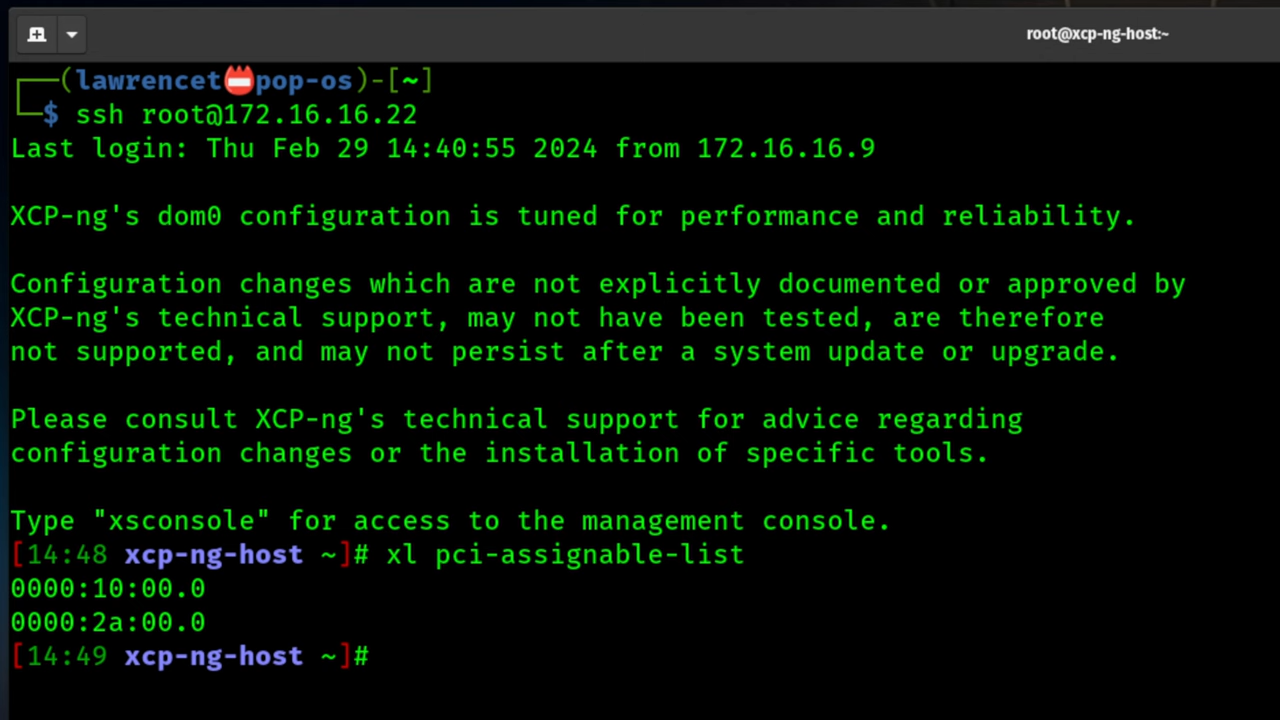 root@xcp-ng-host:~
┌──(lawrencet📛pop-os)-[~]
└─$ ssh root@172.16.16.22
Last login: Thu Feb 29 14:40:55 2024 from 172.16.16.9
XCP-ng's dom0 configuration is tuned for performance and reliability.
Configuration changes which are not explicitly documented or approved by
XCP-ng's technical support, may not have been tested, are therefore
not supported, and may not persist after a system update or upgrade.
Please consult XCP-ng's technical support for advice regarding
configuration changes or the installation of specific tools.
Type "xsconsole" for access to the management console.
[14:48 xcp-ng-host ~]# xl pci-assignable-list
0000:10:00.0
0000:2a:00.0
[14:49 xcp-ng-host ~]#